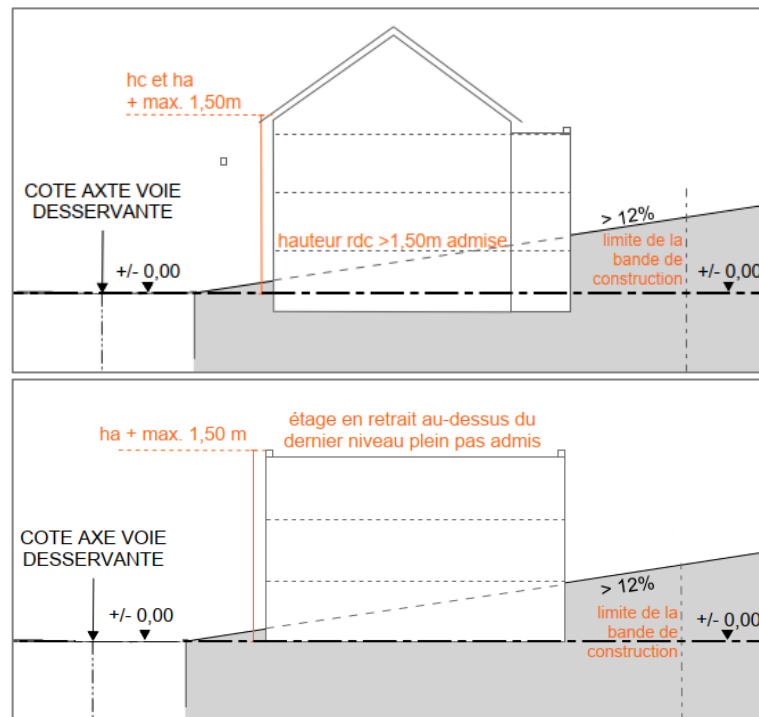 hc et ha
+ max. 1,50m
COTE AXTE VOIE
DESSERVANTE
+/- 0,00
hauteur rdc >1,50m admise
> 12%
limite de la
bande de
construction
+/- 0,00
ha + max. 1,50 m
étage en retrait au-dessus du
dernier niveau plein pas admis
COTE AXE VOIE
DESSERVANTE
+/- 0,00
> 12%
limite de la
bande de
construction
+/- 0,00